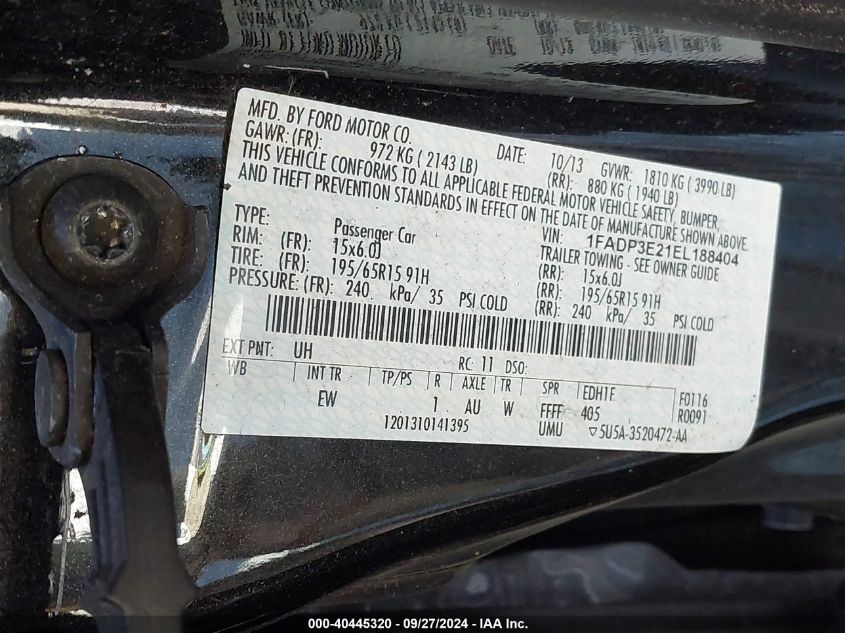 MFD. BY FORD MOTOR CO. DATE: 10/13 GVWR: 1810 KG (3990 LB)
GAWR: (FR): 972 KG (2143 LB) (RR): 880 KG (1940 LB)
THIS VEHICLE CONFORMS TO ALL APPLICABLE FEDERAL MOTOR VEHICLE SAFETY, BUMPER,
AND THEFT PREVENTION STANDARDS IN EFFECT ON THE DATE OF MANUFACTURE SHOWN ABOVE.
VIN: 1FADP3E21EL188404
TYPE: Passenger Car TRAILER TOWING - SEE OWNER GUIDE
RIM: (FR): 15x6.0J (RR): 15x6.0J
TIRE: (FR): 195/65R15 91H (RR): 195/65R15 91H
PRESSURE: (FR): 240 kPa/ 35 PSI COLD (RR): 240 kPa/ 35 PSI COLD
EXT PNT: UH RC: 11 DSO:
WB INT TR TP/PS R AXLE TR SPR EDH1F F0116
EW 1 AU W FFFF 405 R0091
1201310141395 UMU ▽5U5A-3520472-AA
000-40445320 - 09/27/2024 - IAA Inc.